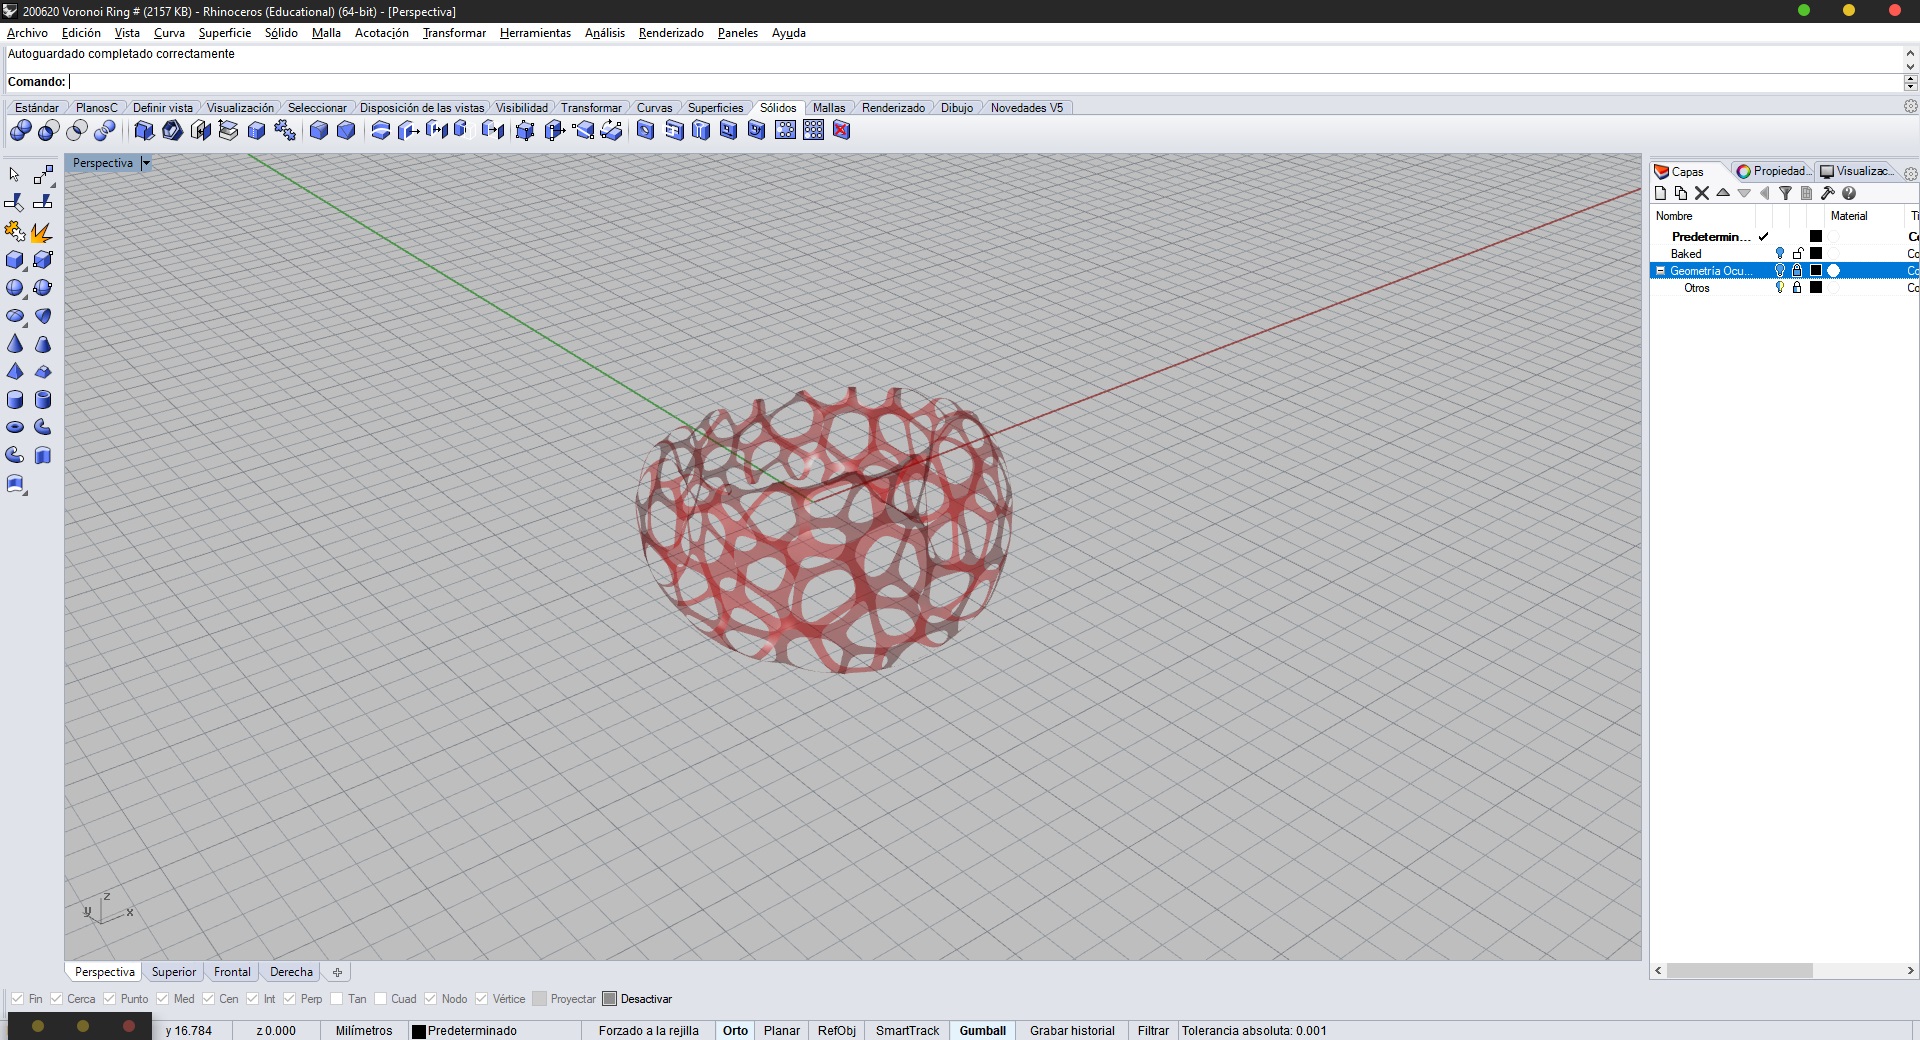 200620 Voronoi Ring # (2157 KB) - Rhinoceros (Educational) (64-bit) - [Perspectiva]
Archivo Edición Vista Curva Superficie Sólido Malla Acotación Transformar Herramientas Análisis Renderizado Paneles Ayuda
Autoguardado completado correctamente
Comando:
Estándar PlanosC Definir vista Visualización Seleccionar Disposición de las vistas Visibilidad Transformar Curvas Superficies Sólidos Mallas Renderizado Dibujo Novedades V5
Perspectiva
Capas Propiedad... Visualizac...
Nombre Material Ti
Predetermin... Co
Baked Co
Geometría Ocu... Co
Otros Co
z
y x
Perspectiva Superior Frontal Derecha
Fin Cerca Punto Med Cen Int Perp Tan Cuad Nodo Vértice Proyectar Desactivar
y 16.784 z 0.000 Milímetros Predeterminado Forzado a la rejilla Orto Planar RefObj SmartTrack Gumball Grabar historial Filtrar Tolerancia absoluta: 0.001